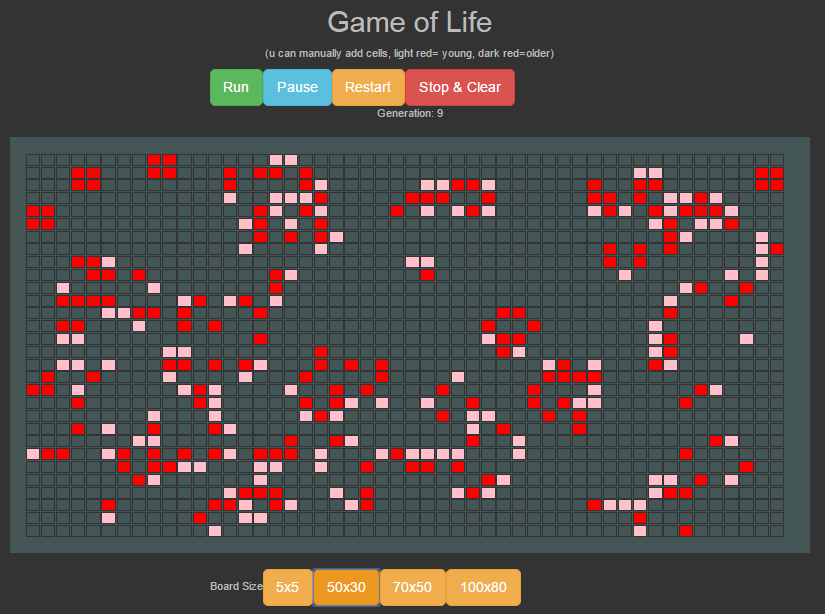 Game of Life
(u can manually add cells, light red= young, dark red=older)
Run Pause Restart Stop & Clear
Generation: 9
Board Size 5x5 50x30 70x50 100x80